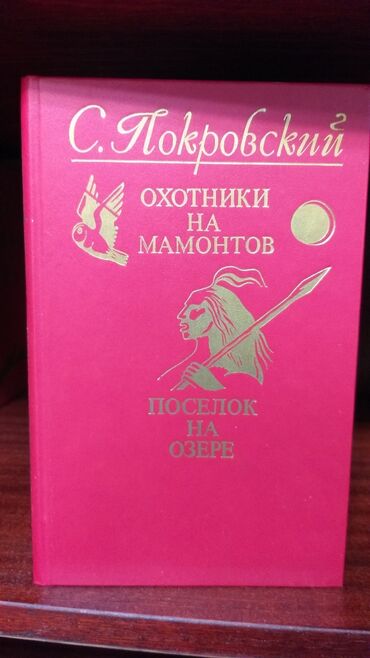 С. Покровский
ОХОТНИКИ
НА
МАМОНТОВ
ПОСЕЛОК
НА
ОЗЕРЕ